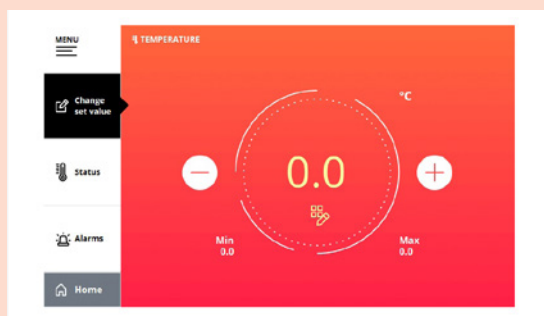 MENU
TEMPERATURE
Change
set value
°C
Status
0.0
Alarms
Min
0.0
Max
0.0
Home